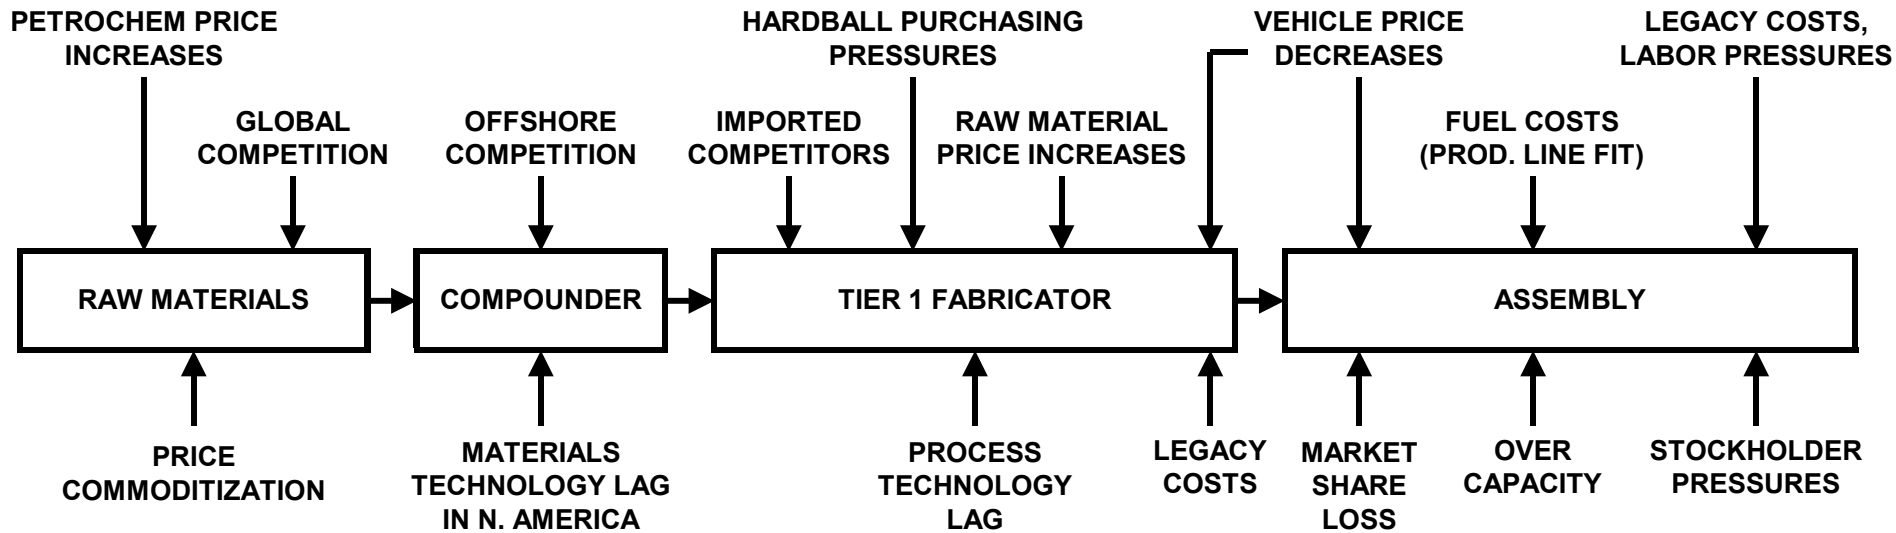 PETROCHEM PRICE
INCREASES
HARDBALL PURCHASING
PRESSURES
VEHICLE PRICE
DECREASES
LEGACY COSTS,
LABOR PRESSURES
GLOBAL
COMPETITION
OFFSHORE
COMPETITION
IMPORTED
COMPETITORS
RAW MATERIAL
PRICE INCREASES
FUEL COSTS
(PROD. LINE FIT)
RAW MATERIALS
COMPOUNDER
TIER 1 FABRICATOR
ASSEMBLY
PRICE
COMMODITIZATION
MATERIALS
TECHNOLOGY LAG
IN N. AMERICA
PROCESS
TECHNOLOGY
LAG
LEGACY
COSTS
MARKET
SHARE
LOSS
OVER
CAPACITY
STOCKHOLDER
PRESSURES